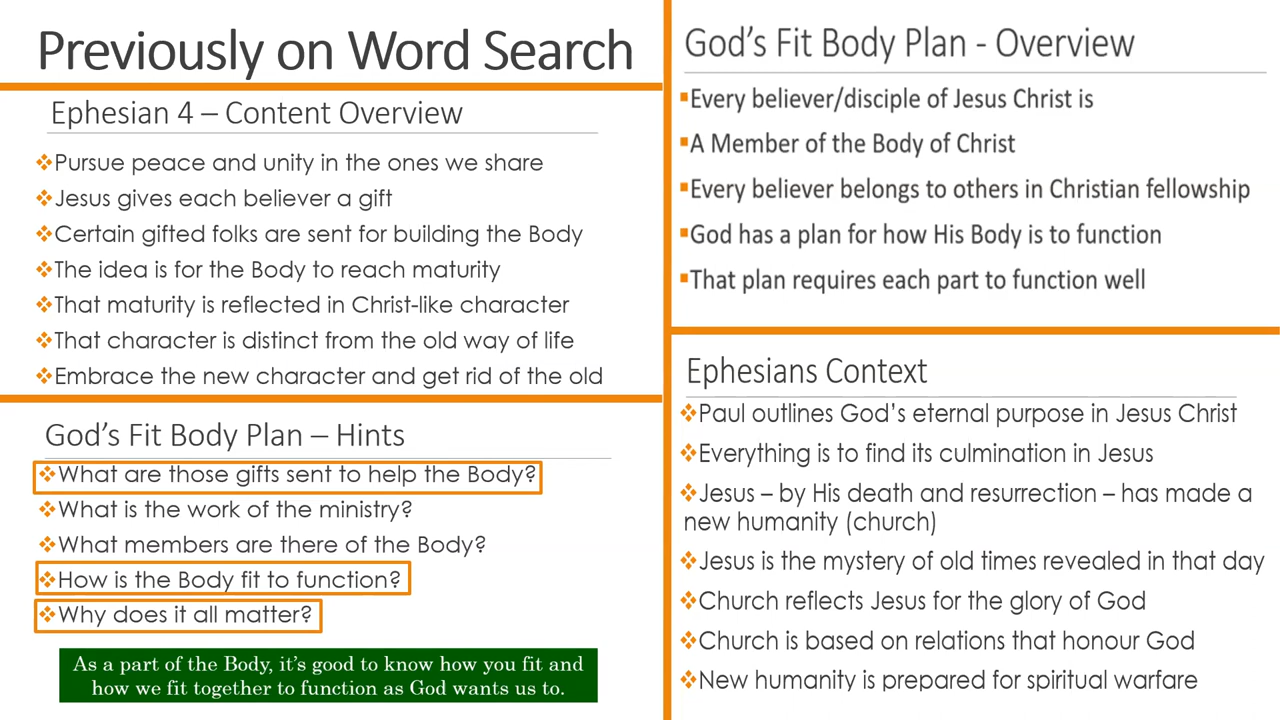 Previously on Word Search
Ephesian 4 – Content Overview
Pursue peace and unity in the ones we share
Jesus gives each believer a gift
Certain gifted folks are sent for building the Body
The idea is for the Body to reach maturity
That maturity is reflected in Christ-like character
That character is distinct from the old way of life
Embrace the new character and get rid of the old
God's Fit Body Plan – Hints
What are those gifts sent to help the Body?
What is the work of the ministry?
What members are there of the Body?
How is the Body fit to function?
Why does it all matter?
As a part of the Body, it's good to know how you fit and
how we fit together to function as God wants us to.
God's Fit Body Plan - Overview
Every believer/disciple of Jesus Christ is
A Member of the Body of Christ
Every believer belongs to others in Christian fellowship
God has a plan for how His Body is to function
That plan requires each part to function well
Ephesians Context
Paul outlines God's eternal purpose in Jesus Christ
Everything is to find its culmination in Jesus
Jesus – by His death and resurrection – has made a
new humanity (church)
Jesus is the mystery of old times revealed in that day
Church reflects Jesus for the glory of God
Church is based on relations that honour God
New humanity is prepared for spiritual warfare